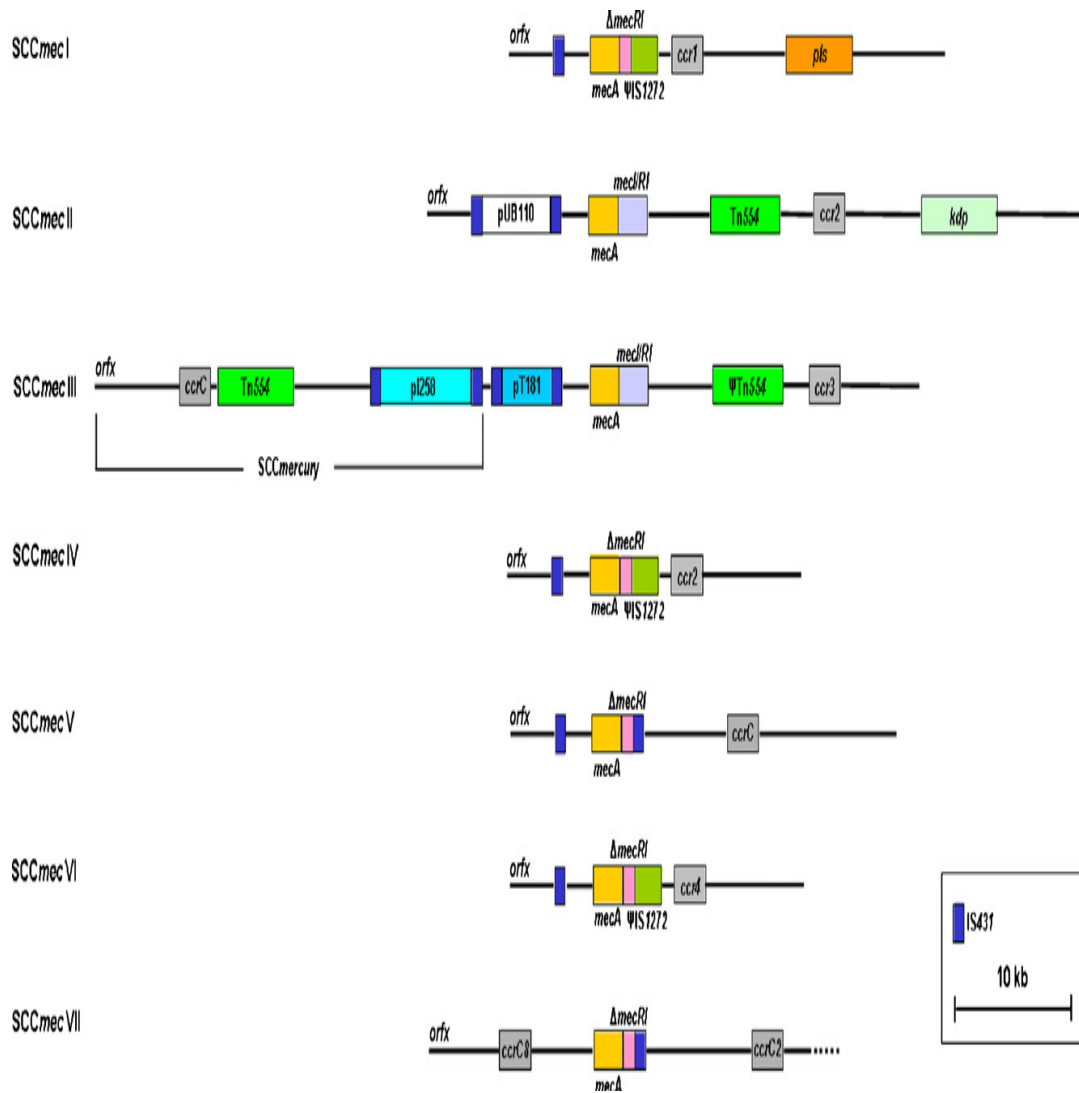 SCCmec I
orfx
ΔmecRI
ccr1
pls
mecA ΨIS1272
SCCmec II
orfx
pUB110
mecI/RI
Tn554
ccr2
kdp
mecA
SCCmec III
orfx
ccrC
Tn554
pI258
pT181
mecI/RI
ΨTn554
ccr3
mecA
SCCmercury
SCCmec IV
orfx
ΔmecRI
ccr2
mecA ΨIS1272
SCCmec V
orfx
ΔmecRI
ccrC
mecA
SCCmec VI
orfx
ΔmecRI
ccr4
mecA ΨIS1272
IS431
10 kb
SCCmec VII
orfx
ccrC8
ΔmecRI
ccrC2
mecA